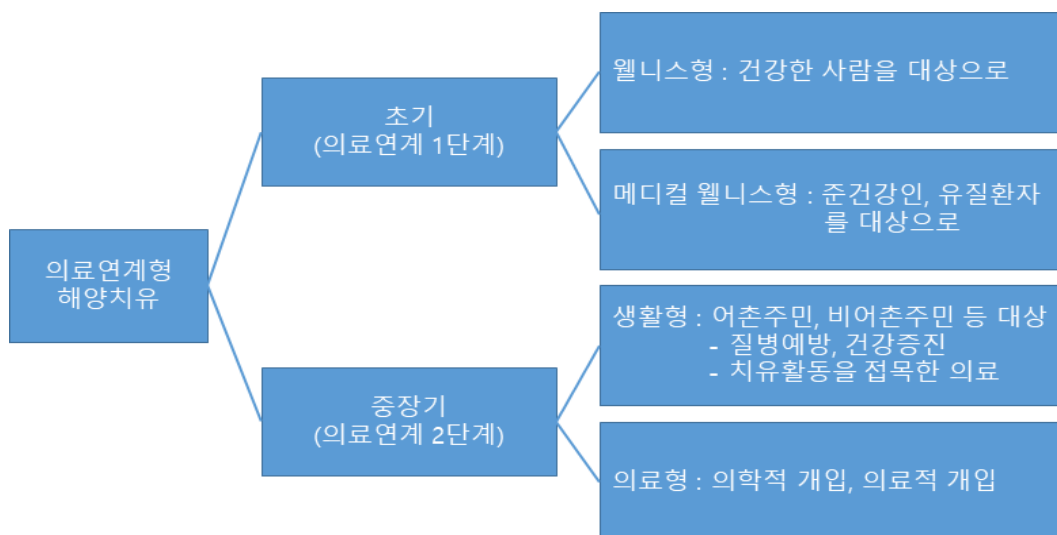 의료연계형
해양치유
초기
(의료연계 1단계)
웰니스형 : 건강한 사람을 대상으로
메디컬 웰니스형 : 준건강인, 유질환자
를 대상으로
중장기
(의료연계 2단계)
생활형 : 어촌주민, 비어촌주민 등 대상
- 질병예방, 건강증진
- 치유활동을 접목한 의료
의료형 : 의학적 개입, 의료적 개입